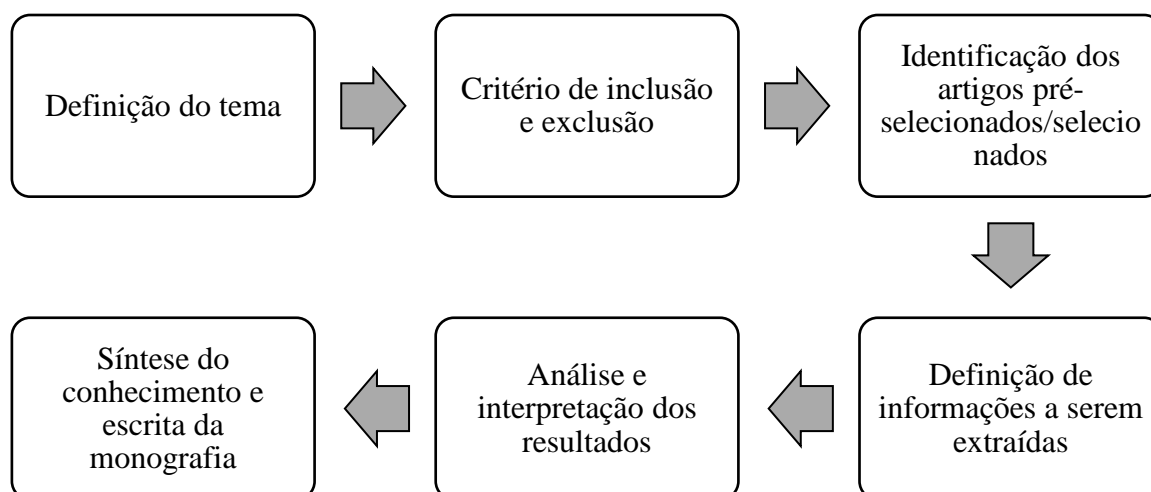 Definição do tema
Critério de inclusão
e exclusão
Identificação dos
artigos pré-
selecionados/selecio
nados
Definição de
informações a serem
extraídas
Análise e
interpretação dos
resultados
Síntese do
conhecimento e
escrita da
monografia